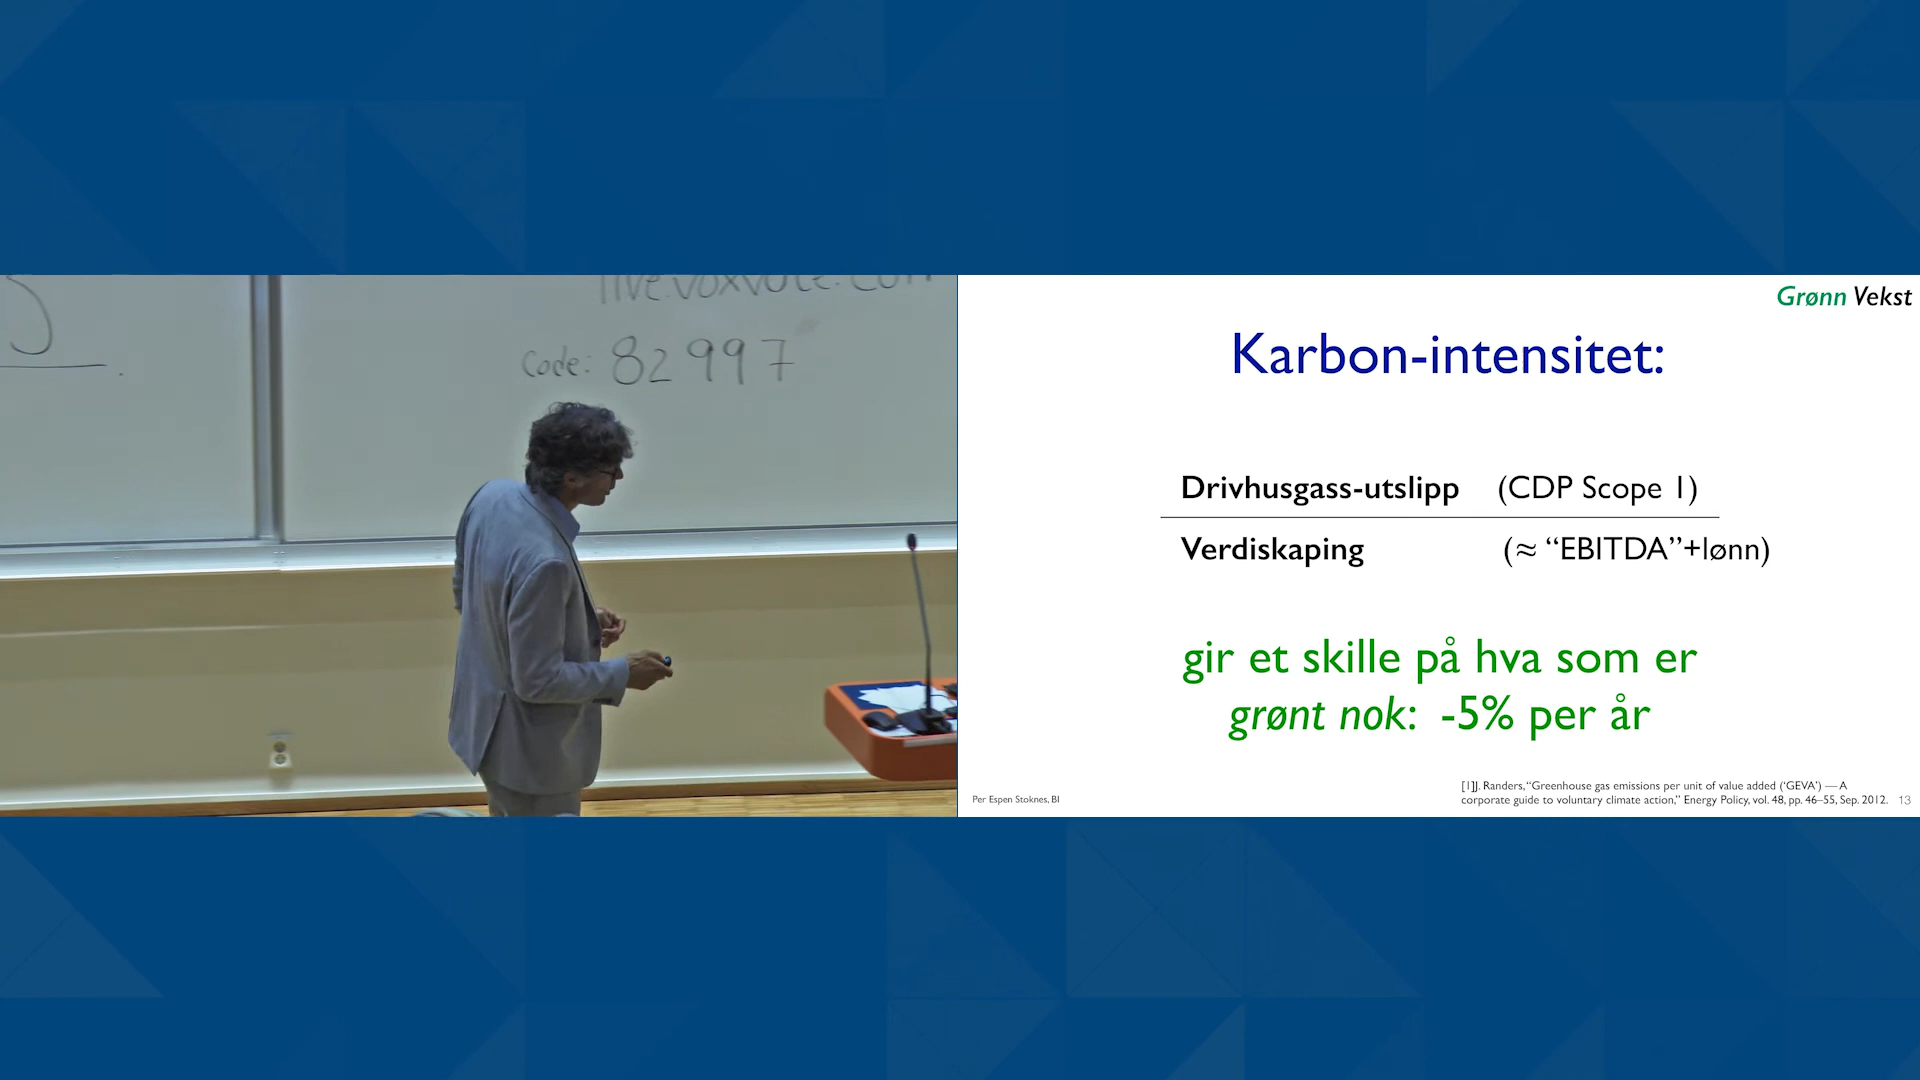 live.voxvote.com
Code: 82997
Grønn Vekst
Karbon-intensitet:
Drivhusgass-utslipp (CDP Scope 1)
Verdiskaping (≈ “EBITDA”+lønn)
gir et skille på hva som er
grønt nok: -5% per år
[1]J. Randers, “Greenhouse gas emissions per unit of value added (‘GEVA’) — A
corporate guide to voluntary climate action,” Energy Policy, vol. 48, pp. 46–55, Sep. 2012.
Per Espen Stoknes, BI
13